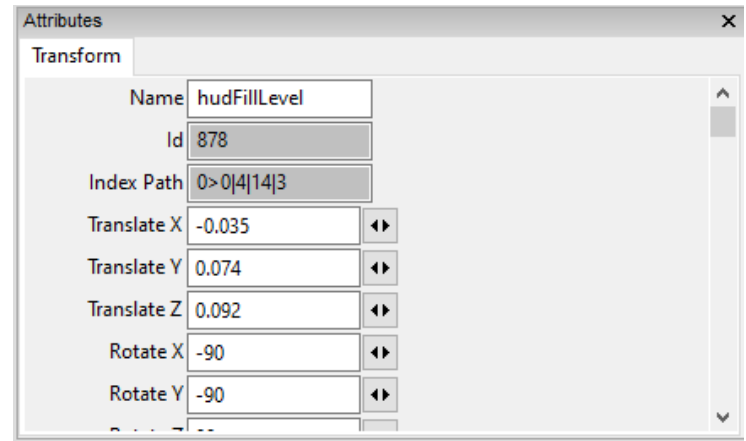 Attributes
Transform
Name hudFillLevel
Id 878
Index Path 0>0|4|14|3
Translate X -0.035
Translate Y 0.074
Translate Z 0.092
Rotate X -90
Rotate Y -90